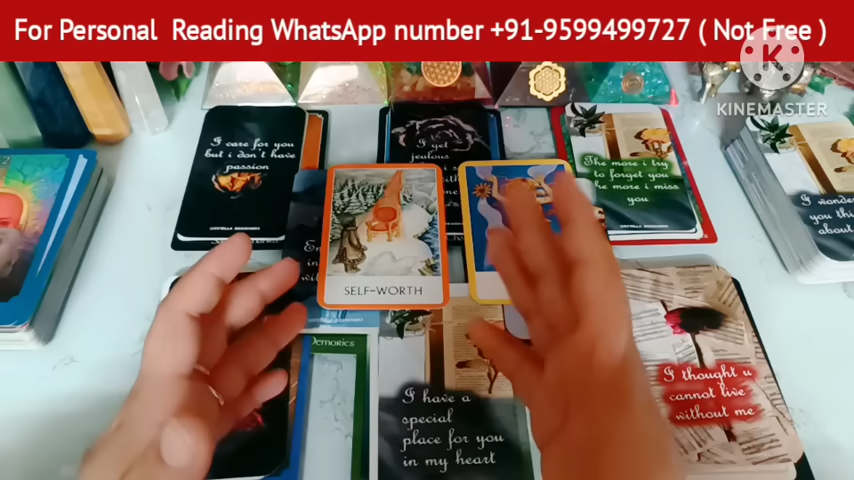 For Personal Reading WhatsApp number +91-9599499727 ( Not Free )
K
KINEMASTER
I care for you
but i don't have
passion
I get
jealous
The more i try
to forget you
the more i miss
you
I wonder
you thi
about
2
SELF-WORTH
Memories
I have a
special
place for you
in my heart
I thought u
cannot live
without me